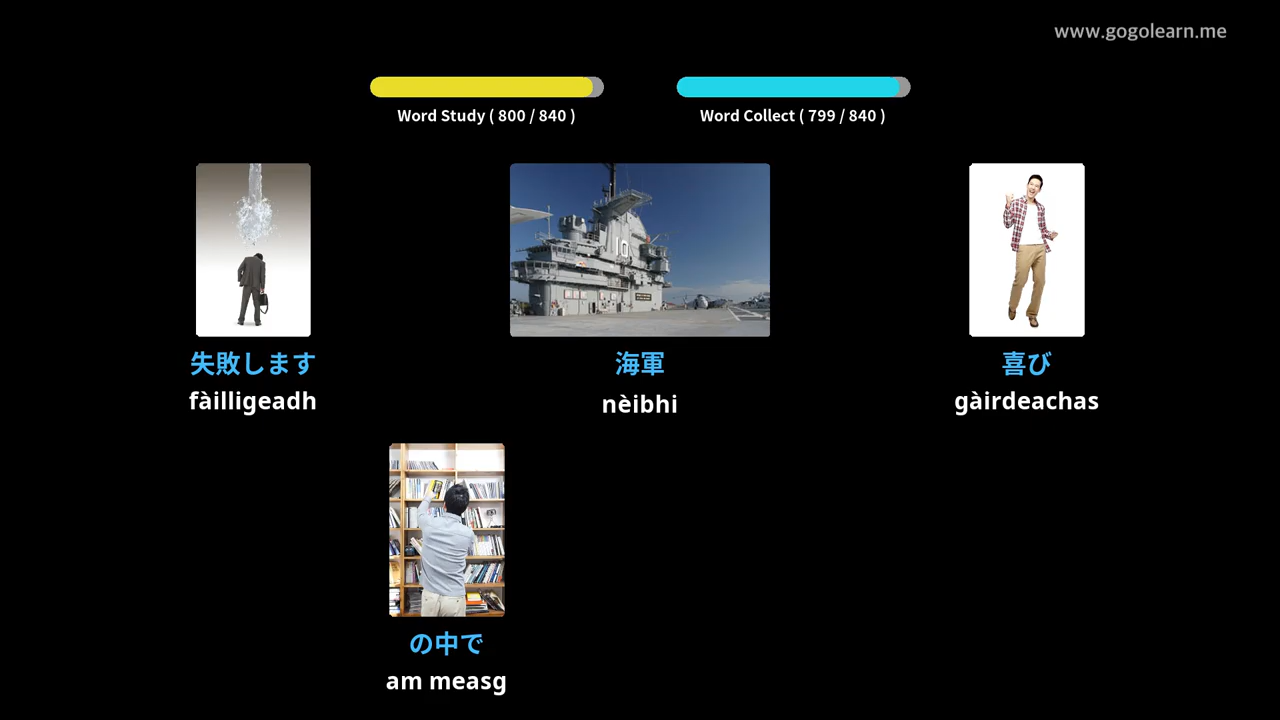 www.gogolearn.me
Word Study ( 800 / 840 )
Word Collect ( 799 / 840 )
失敗します
fàilligeadh
海軍
nèibhi
喜び
gàirdeachas
の中で
am measg